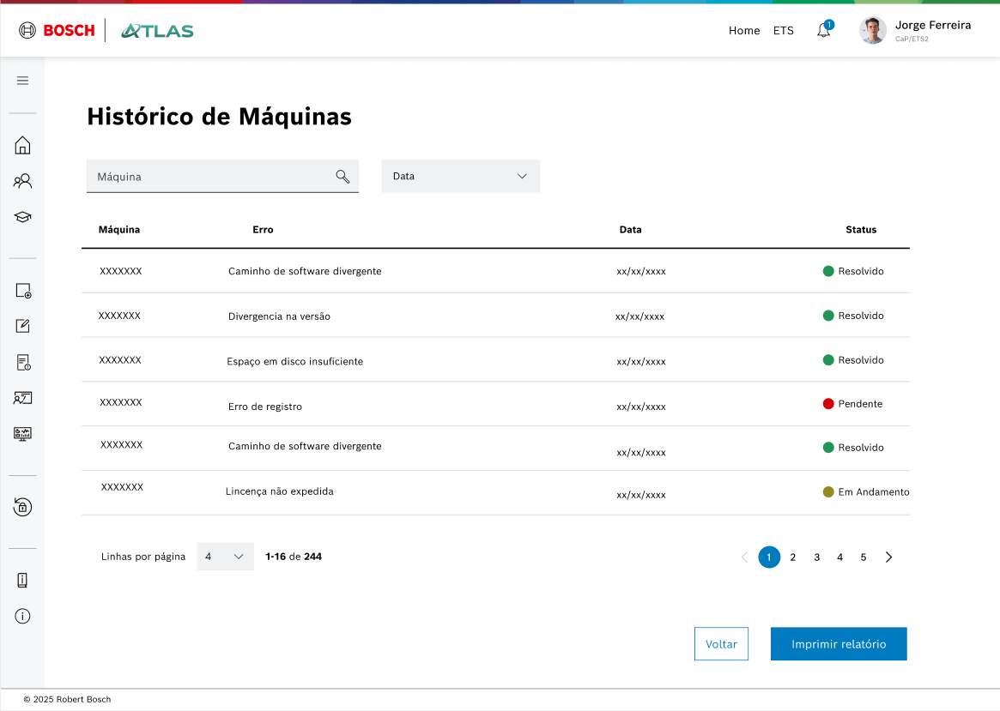 BOSCH ATLAS Home ETS 1 Jorge Ferreira
CaP/ETS2
Histórico de Máquinas
Máquina Data
Máquina Erro Data Status
XXXXXXX Caminho de software divergente xx/xx/xxxx Resolvido
XXXXXXX Divergencia na versão xx/xx/xxxx Resolvido
XXXXXXX Espaço em disco insuficiente xx/xx/xxxx Resolvido
XXXXXXX Erro de registro xx/xx/xxxx Pendente
XXXXXXX Caminho de software divergente xx/xx/xxxx Resolvido
XXXXXXX Lincença não expedida xx/xx/xxxx Em Andamento
Linhas por página 4 1-16 de 244 1 2 3 4 5
Voltar Imprimir relatório
© 2025 Robert Bosch